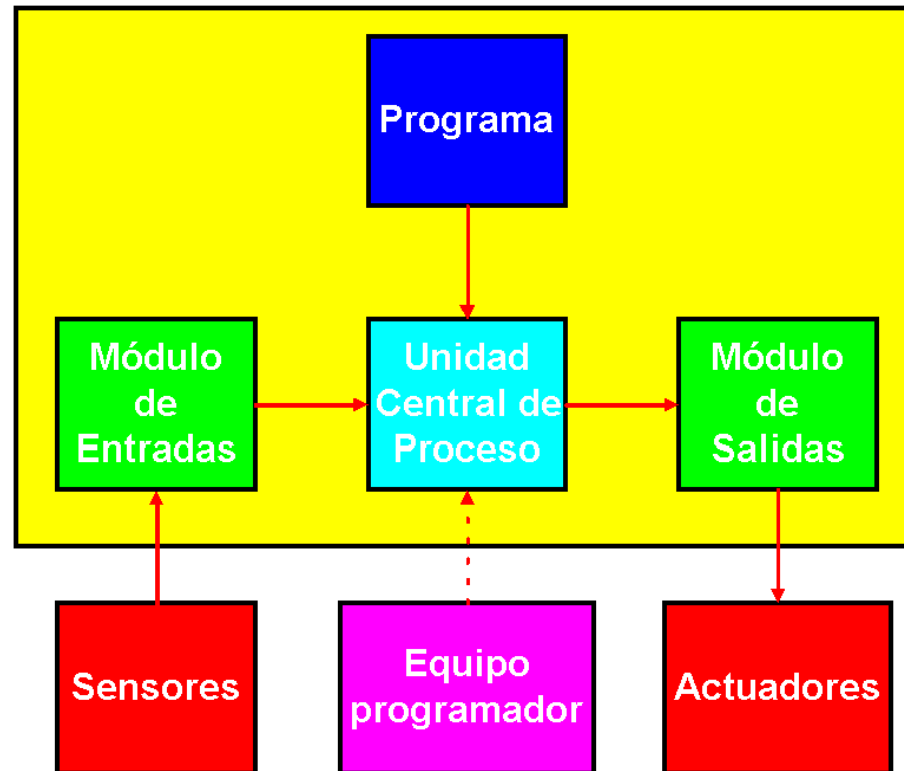 Programa
Módulo
de
Entradas
Unidad
Central de
Proceso
Módulo
de
Salidas
Sensores
Equipo
programador
Actuadores